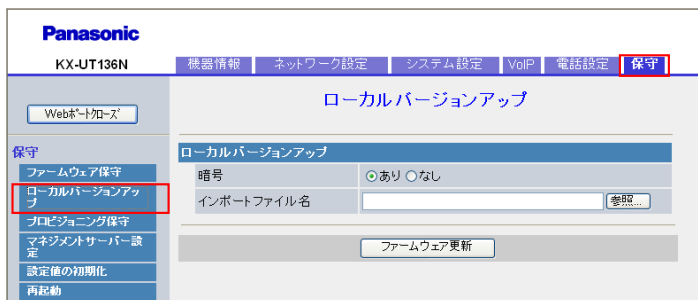 Panasonic
KX-UT136N
機器情報 ネットワーク設定 システム設定 VoIP 電話設定 保守
Webポートクローズ
ローカルバージョンアップ
保守
ファームウェア保守
ローカルバージョンアッ
プ
プロビジョニング保守
マネジメントサーバー設
定
設定値の初期化
再起動
ローカルバージョンアップ
暗号 あり なし
インポートファイル名 参照...
ファームウェア更新